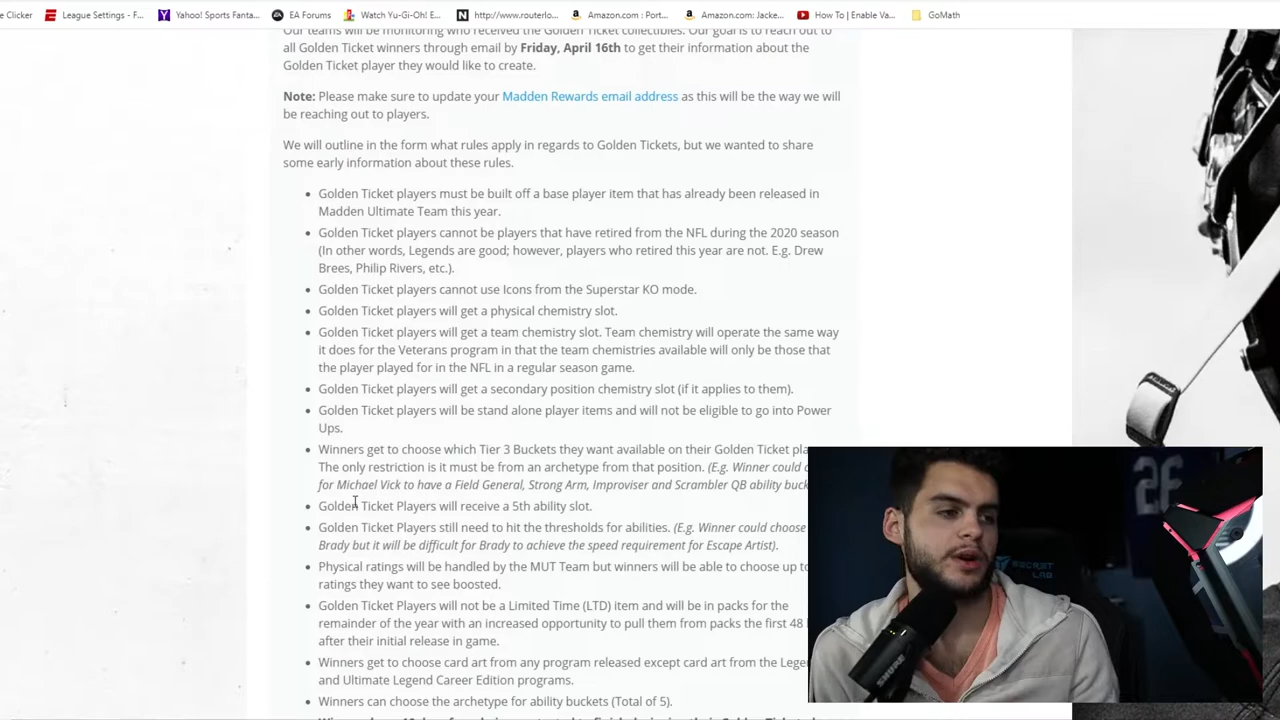 e Clicker
League Settings - F...
Yahoo! Sports Fanta...
EA Forums
Watch Yu-Gi-Oh! E...
http://www.routerlo...
Amazon.com : Port...
Amazon.com: Jacke...
How To | Enable Va...
GoMath
Our teams will be monitoring who received the Golden Ticket collectibles. Our goal is to reach out to
all Golden Ticket winners through email by Friday, April 16th to get their information about the
Golden Ticket player they would like to create.
Note: Please make sure to update your Madden Rewards email address as this will be the way we will
be reaching out to players.
We will outline in the form what rules apply in regards to Golden Tickets, but we wanted to share
some early information about these rules.
• Golden Ticket players must be built off a base player item that has already been released in
Madden Ultimate Team this year.
• Golden Ticket players cannot be players that have retired from the NFL during the 2020 season
(In other words, Legends are good; however, players who retired this year are not. E.g. Drew
Brees, Philip Rivers, etc.).
• Golden Ticket players cannot use Icons from the Superstar KO mode.
• Golden Ticket players will get a physical chemistry slot.
• Golden Ticket players will get a team chemistry slot. Team chemistry will operate the same way
it does for the Veterans program in that the team chemistries available will only be those that
the player played for in the NFL in a regular season game.
• Golden Ticket players will get a secondary position chemistry slot (if it applies to them).
• Golden Ticket players will be stand alone player items and will not be eligible to go into Power
Ups.
• Winners get to choose which Tier 3 Buckets they want available on their Golden Ticket pla
The only restriction is it must be from an archetype from that position. (E.g. Winner could c
for Michael Vick to have a Field General, Strong Arm, Improviser and Scrambler QB ability buck
• Golden Ticket Players will receive a 5th ability slot.
• Golden Ticket Players still need to hit the thresholds for abilities. (E.g. Winner could choose
Brady but it will be difficult for Brady to achieve the speed requirement for Escape Artist).
• Physical ratings will be handled by the MUT Team but winners will be able to choose up to
ratings they want to see boosted.
• Golden Ticket Players will not be a Limited Time (LTD) item and will be in packs for the
remainder of the year with an increased opportunity to pull them from packs the first 48
after their initial release in game.
• Winners get to choose card art from any program released except card art from the Lege
and Ultimate Legend Career Edition programs.
• Winners can choose the archetype for ability buckets (Total of 5).
SECRET
LAB
SHURE
26